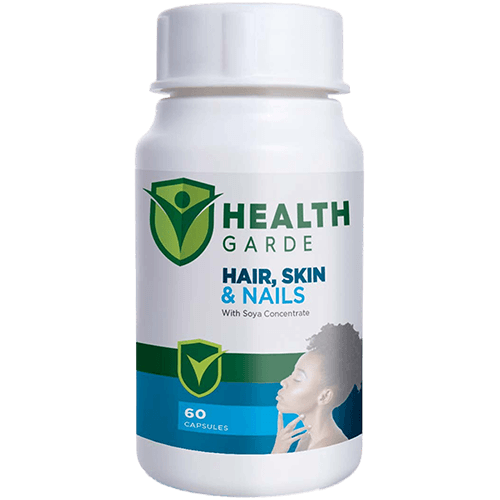 HEALTH
GARDE
HAIR, SKIN
& NAILS
With Soya Concentrate
60
CAPSULES